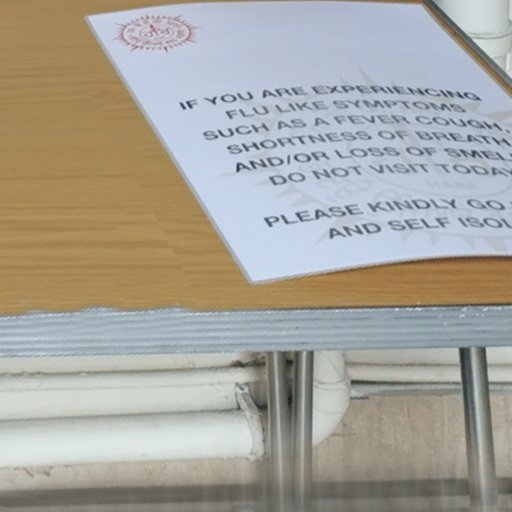 IF YOU ARE EXPERIENCING
FLU LIKE SYMPTOMS
SUCH AS A FEVER COUGH,
SHORTNESS OF BREATH
AND/OR LOSS OF SMELL
DO NOT VISIT TODAY
PLEASE KINDLY GO
AND SELF ISOL